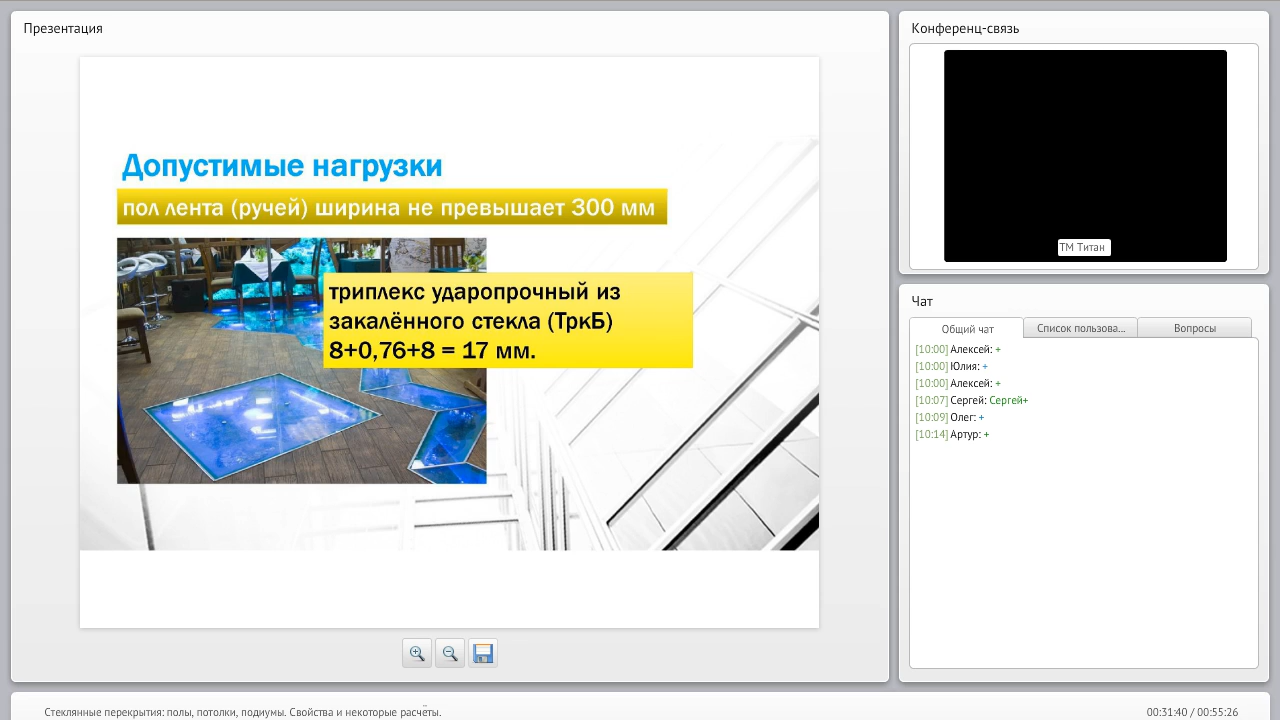 Презентация
Допустимые нагрузки
пол лента (ручей) ширина не превышает 300 мм
триплекс ударопрочный из
закалённого стекла (ТркБ)
8+0,76+8 = 17 мм.
Конференц-связь
ТМ Титан
Чат
Общий чат
Список пользова...
Вопросы
[10:00] Алексей: +
[10:00] Юлия: +
[10:00] Алексей: +
[10:07] Сергей: Сергей+
[10:09] Олег: +
[10:14] Артур: +
Стеклянные перекрытия: полы, потолки, подиумы. Свойства и некоторые расчёты.
00:31:40 / 00:55:26